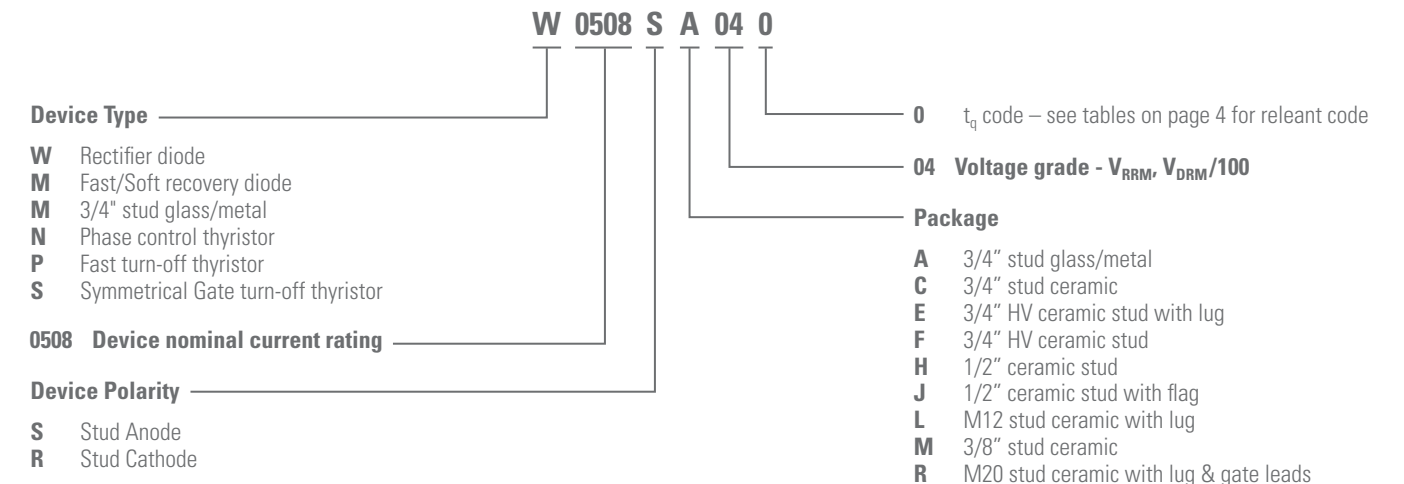 W 0508 S A 04 0
Device Type
W Rectifier diode
M Fast/Soft recovery diode
M 3/4" stud glass/metal
N Phase control thyristor
P Fast turn-off thyristor
S Symmetrical Gate turn-off thyristor
0508 Device nominal current rating
Device Polarity
S Stud Anode
R Stud Cathode
0 tq code – see tables on page 4 for releant code
04 Voltage grade - VRRM, VDRM/100
Package
A 3/4” stud glass/metal
C 3/4” stud ceramic
E 3/4” HV ceramic stud with lug
F 3/4” HV ceramic stud
H 1/2” ceramic stud
J 1/2” ceramic stud with flag
L M12 stud ceramic with lug
M 3/8” stud ceramic
R M20 stud ceramic with lug & gate leads